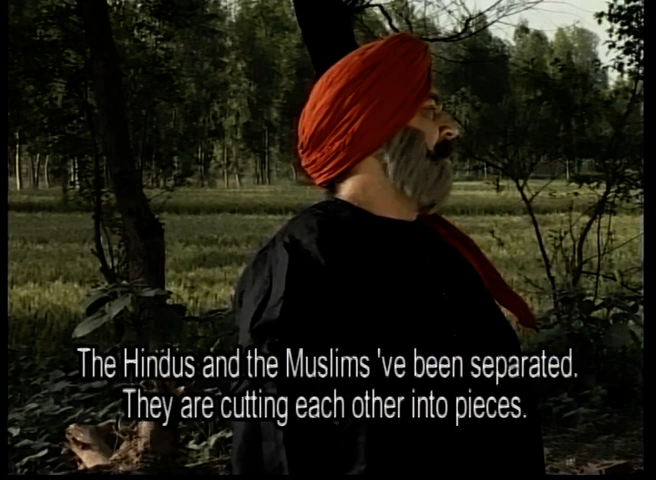 The Hindus and the Muslims 've been separated.
They are cutting each other into pieces.